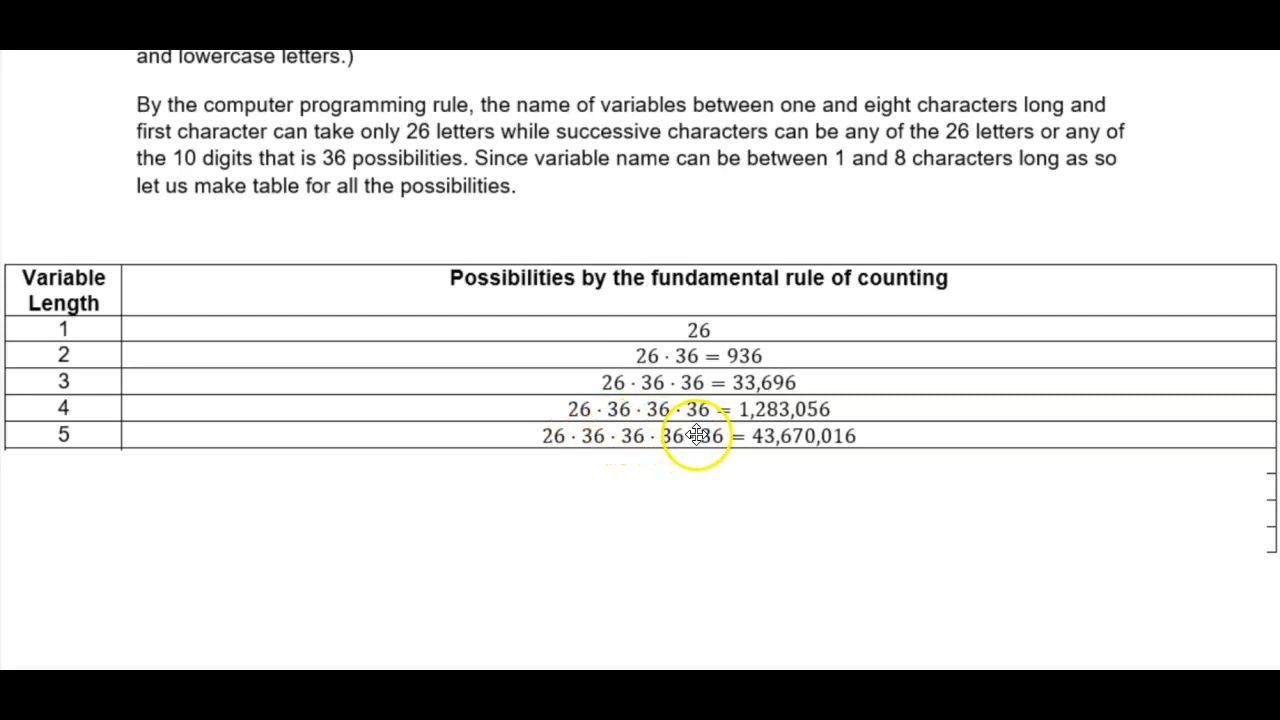 and lowercase letters.)
By the computer programming rule, the name of variables between one and eight characters long and
first character can take only 26 letters while successive characters can be any of the 26 letters or any of
the 10 digits that is 36 possibilities. Since variable name can be between 1 and 8 characters long as so
let us make table for all the possibilities.
Variable Length Possibilities by the fundamental rule of counting
1 26
2 26 · 36 = 936
3 26 · 36 · 36 = 33,696
4 26 · 36 · 36 · 36 = 1,283,056
5 26 · 36 · 36 · 36 · 36 = 43,670,016